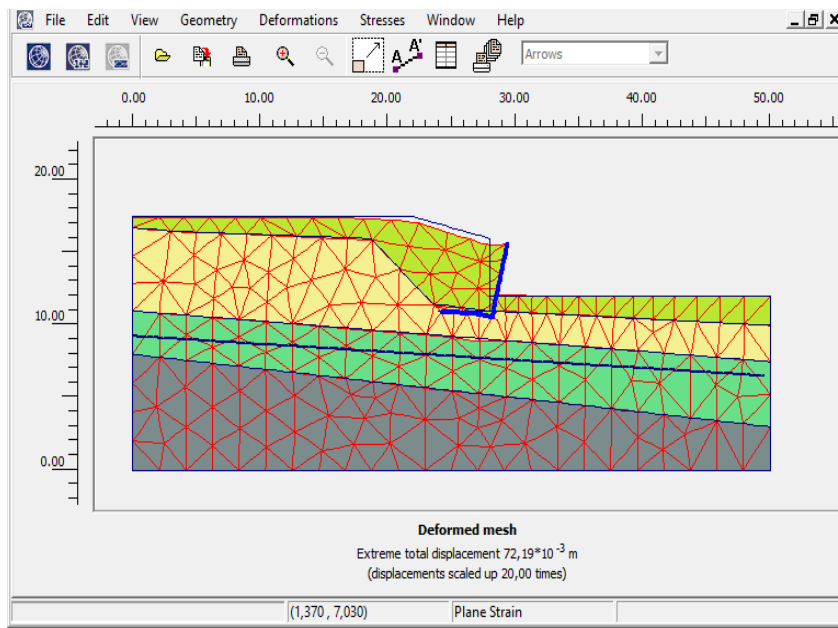 File Edit View Geometry Deformations Stresses Window Help
A A' Arrows
0.00 10.00 20.00 30.00 40.00 50.00
20.00
10.00
0.00
Deformed mesh
Extreme total displacement 72,19*10⁻³ m
(displacements scaled up 20,00 times)
(1,370 , 7,030) Plane Strain